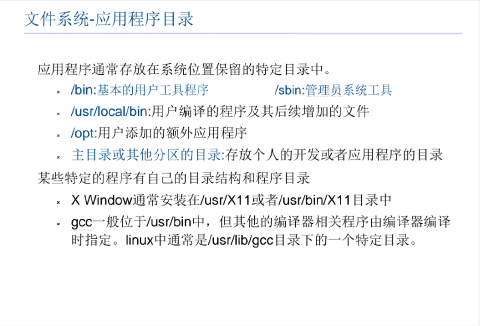 文件系统-应用程序目录
应用程序通常存放在系统位置保留的特定目录中。
/bin:基本的用户工具程序 /sbin:管理员系统工具
/usr/local/bin:用户编译的程序及其后续增加的文件
/opt:用户添加的额外应用程序
主目录或其他分区的目录:存放个人的开发或者应用程序的目录
某些特定的程序有自己的目录结构和程序目录
X Window通常安装在/usr/X11或者/usr/bin/X11目录中
gcc一般位于/usr/bin中，但其他的编译器相关程序由编译器编译
时指定。linux中通常是/usr/lib/gcc目录下的一个特定目录。